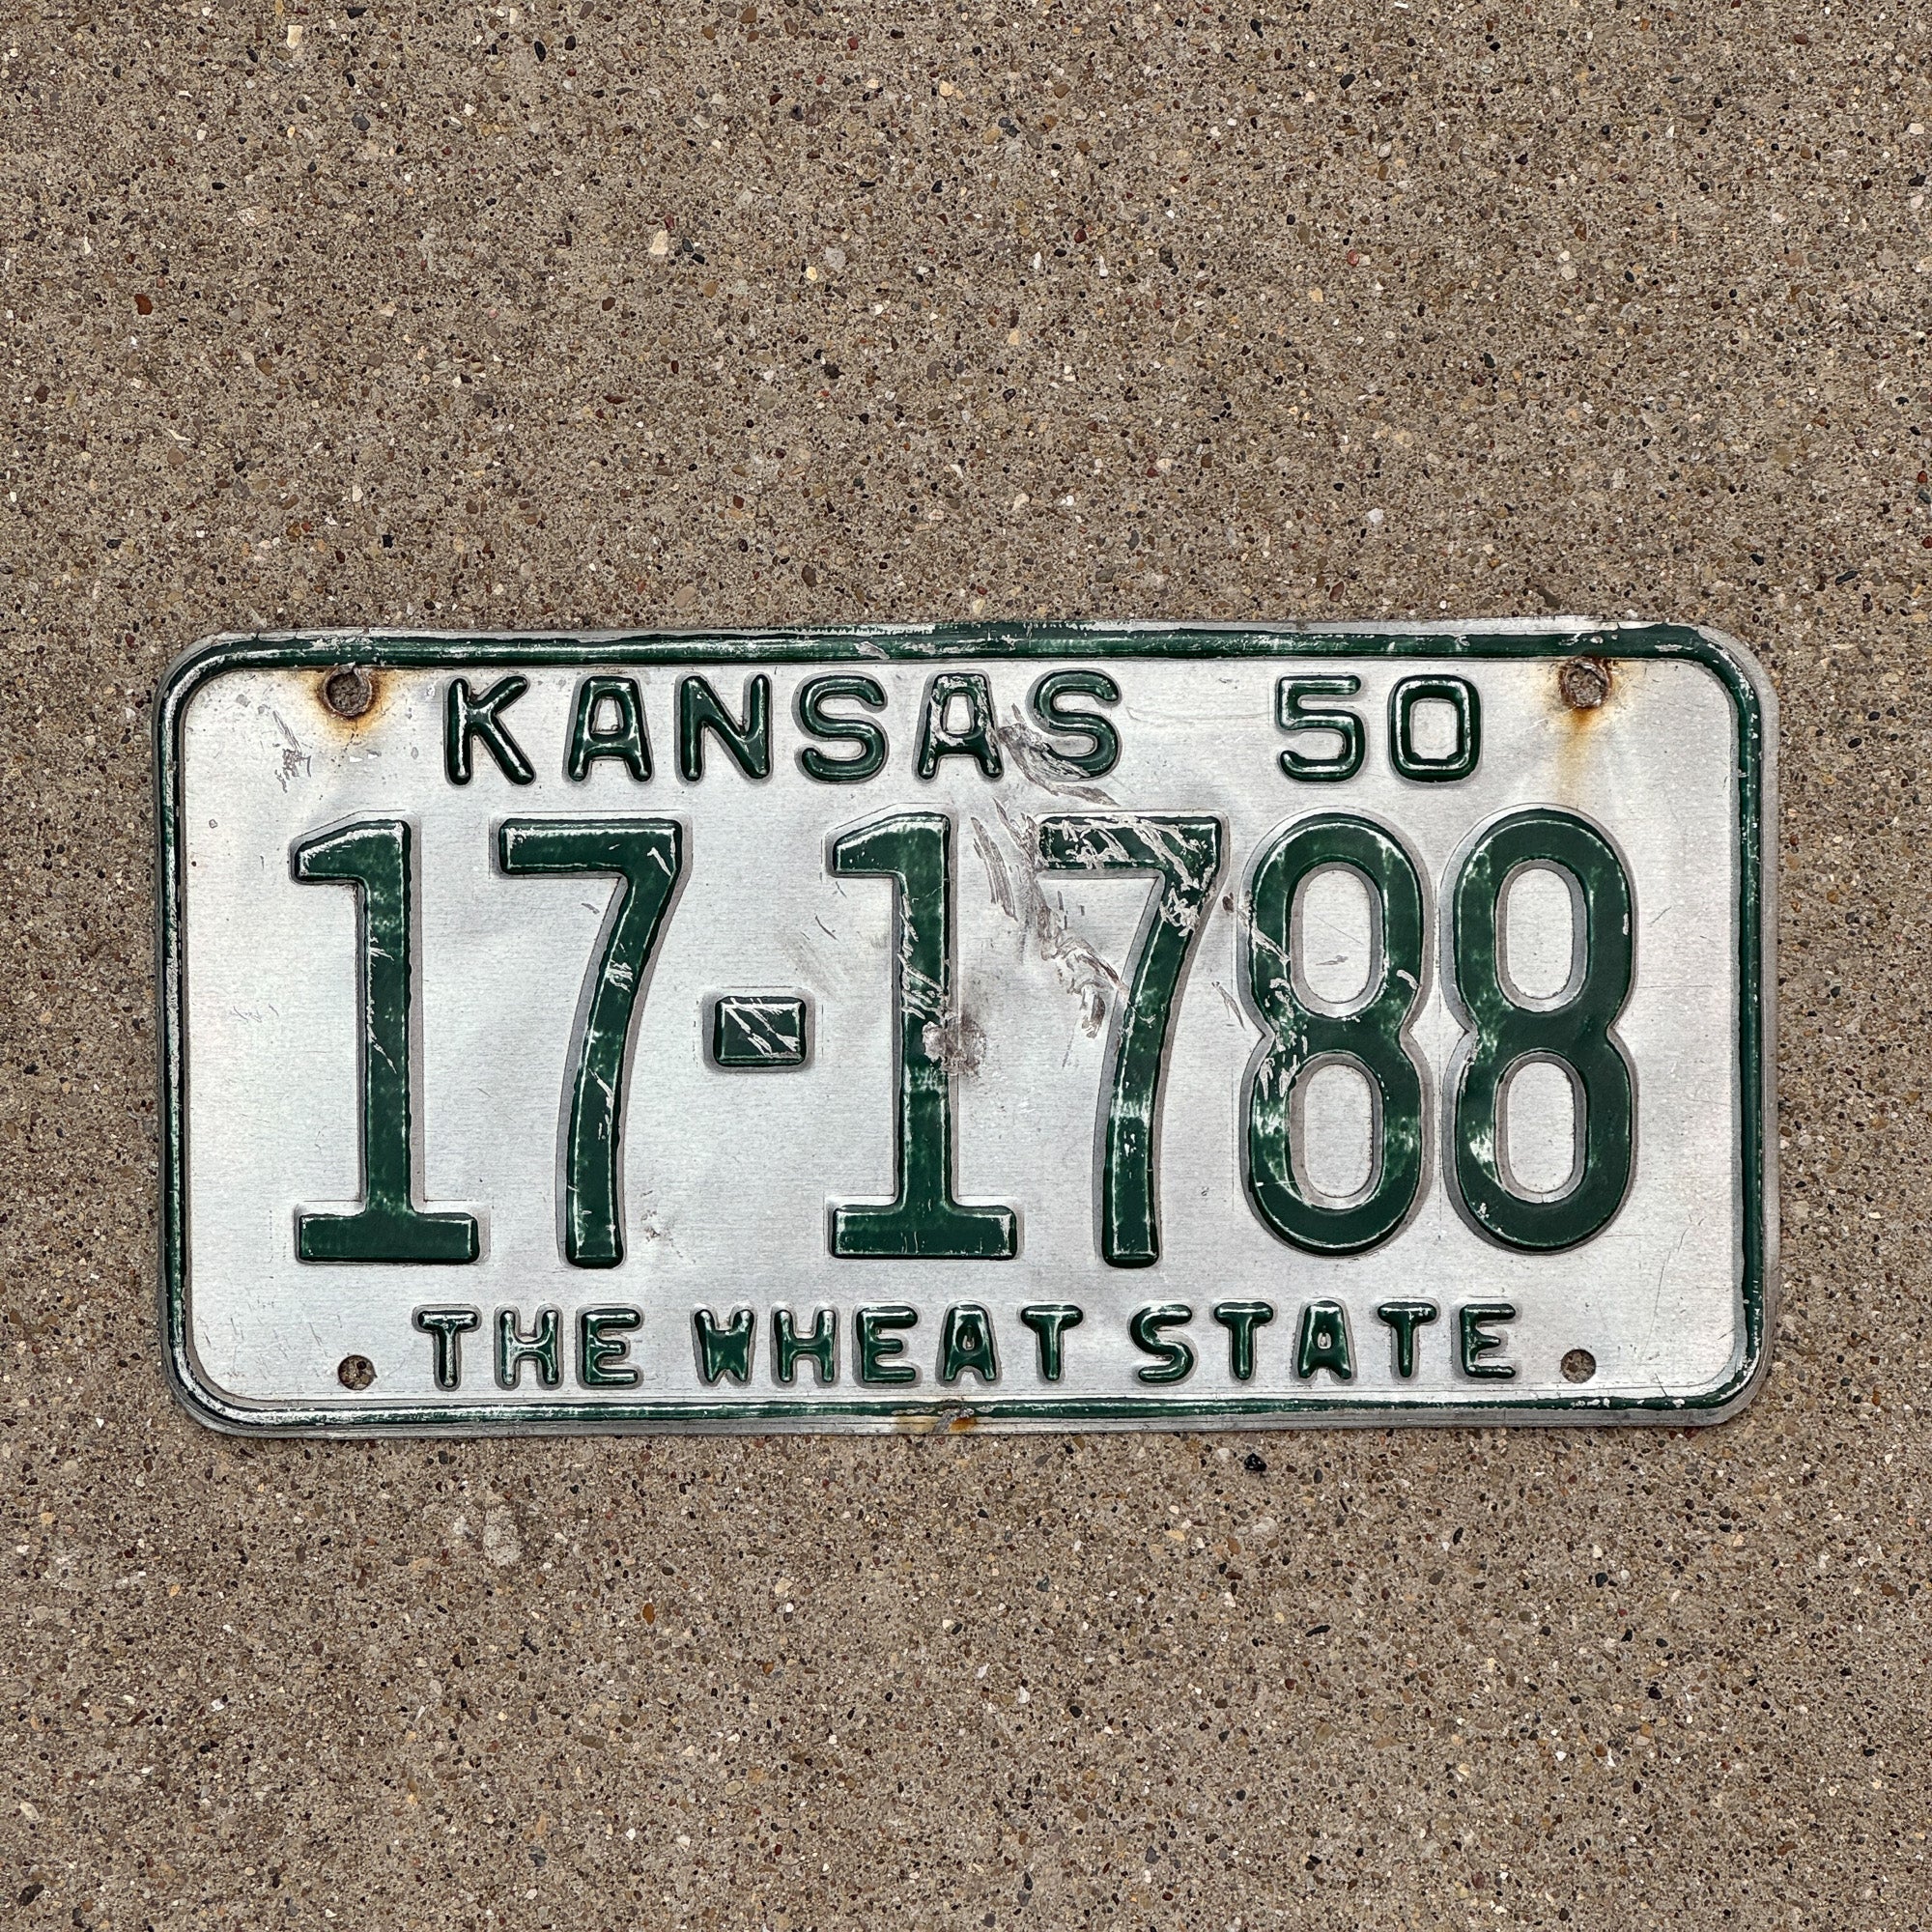 KANSAS 50
17-1788
THE WHEAT STATE